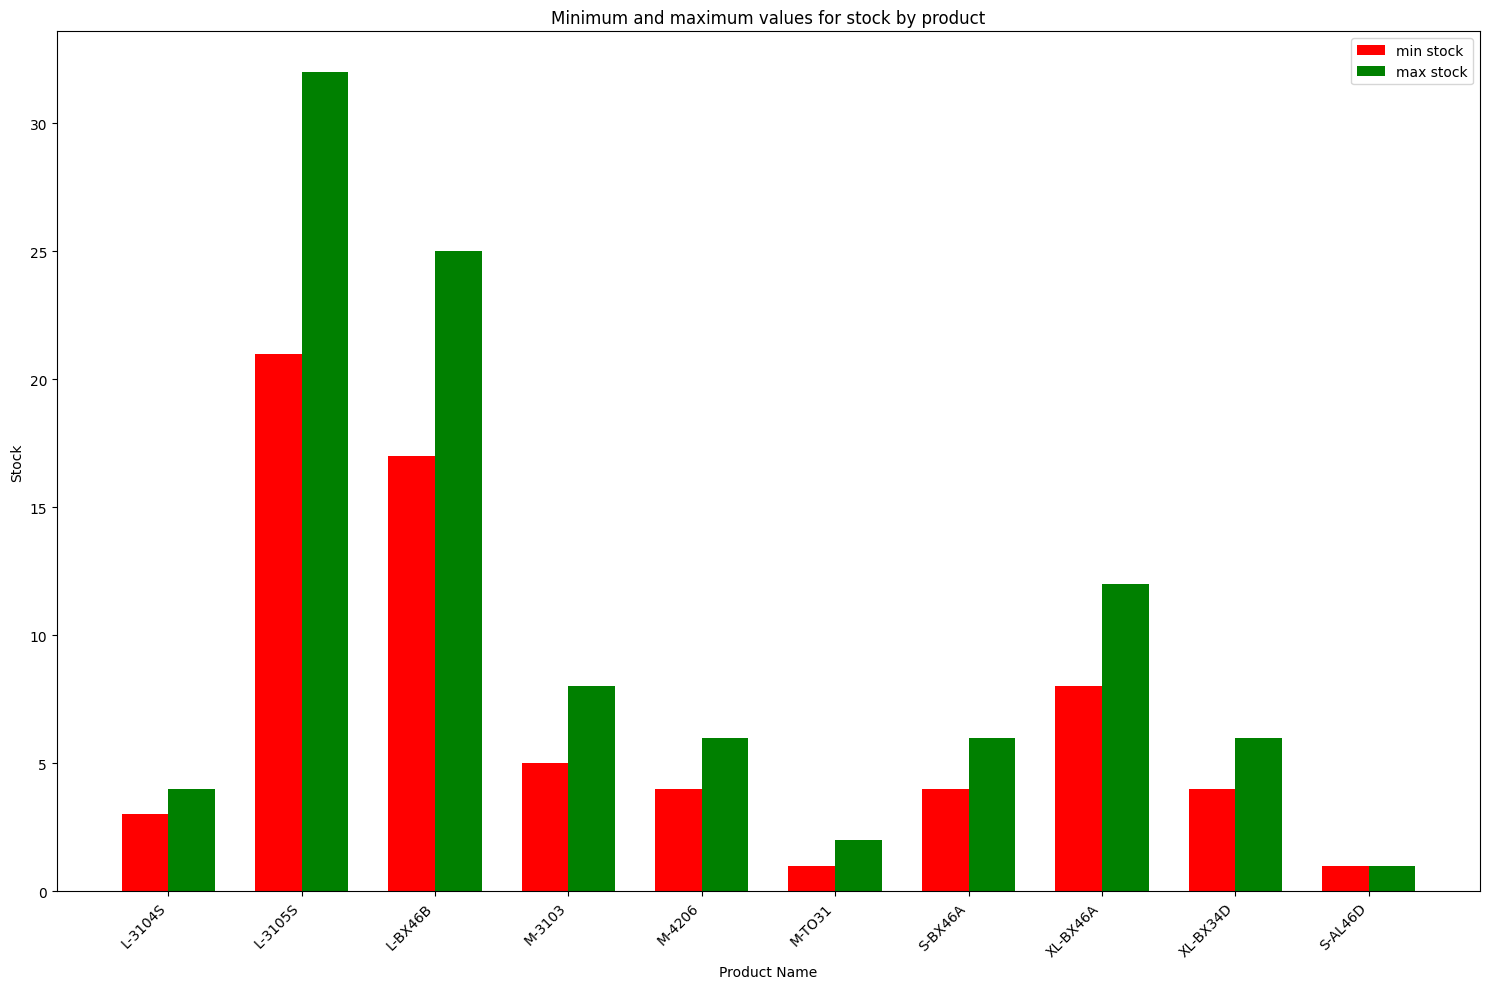 Minimum and maximum values for stock by product
min stock
max stock
30
25
20
15
10
5
0
Stock
L-3104S
L-3105S
L-BX46B
M-3103
M-4206
M-TO31
S-BX46A
XL-BX46A
XL-BX34D
S-AL46D
Product Name